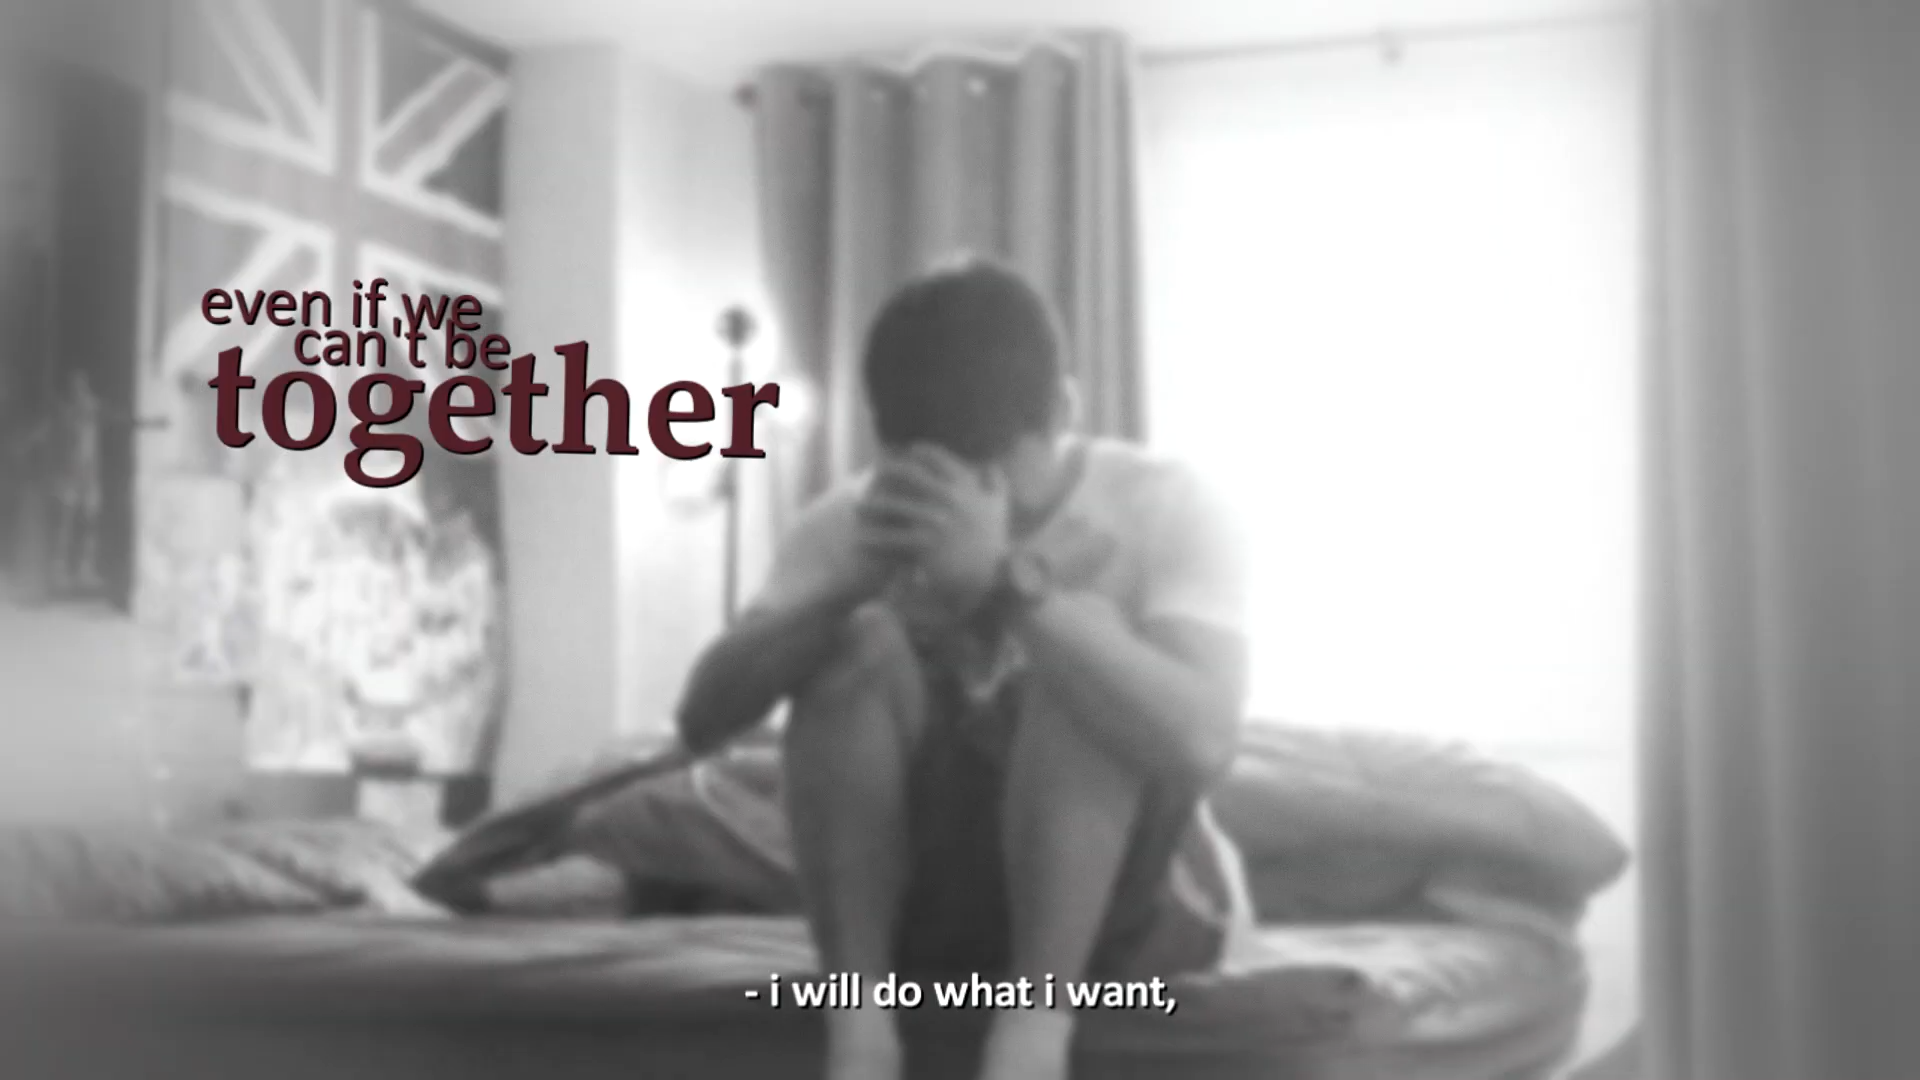 even if we
can't be
together
- i will do what i want,